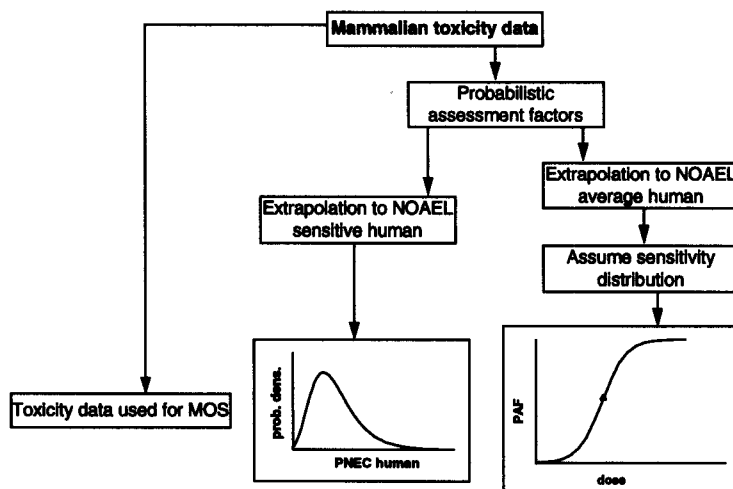 Mammalian toxicity data
Probabilistic
assessment factors
Extrapolation to NOAEL
average human
Extrapolation to NOAEL
sensitive human
Assume sensitivity
distribution
Toxicity data used for MOS
prob. dens.
PNEC human
PAF
dose